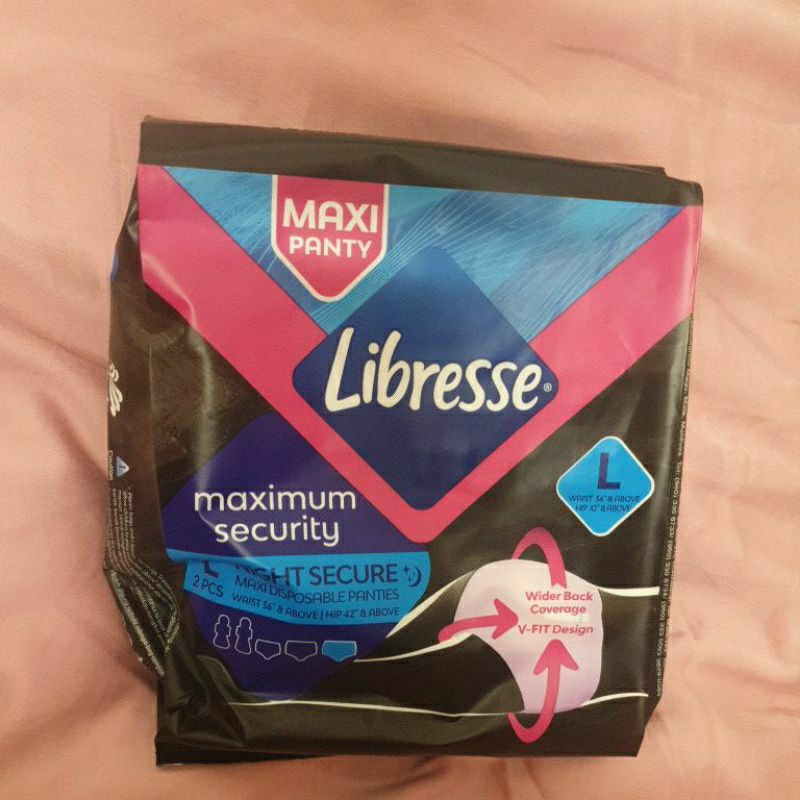 MAXI
PANTY
Libresse®
L
WAIST 36" & ABOVE
HIP 42" & ABOVE
maximum
security
L NIGHT SECURE
2 PCS MAXI DISPOSABLE PANTIES
WAIST 36" & ABOVE | HIP 42" & ABOVE
Wider Back
Coverage
V-FIT Design
Caution